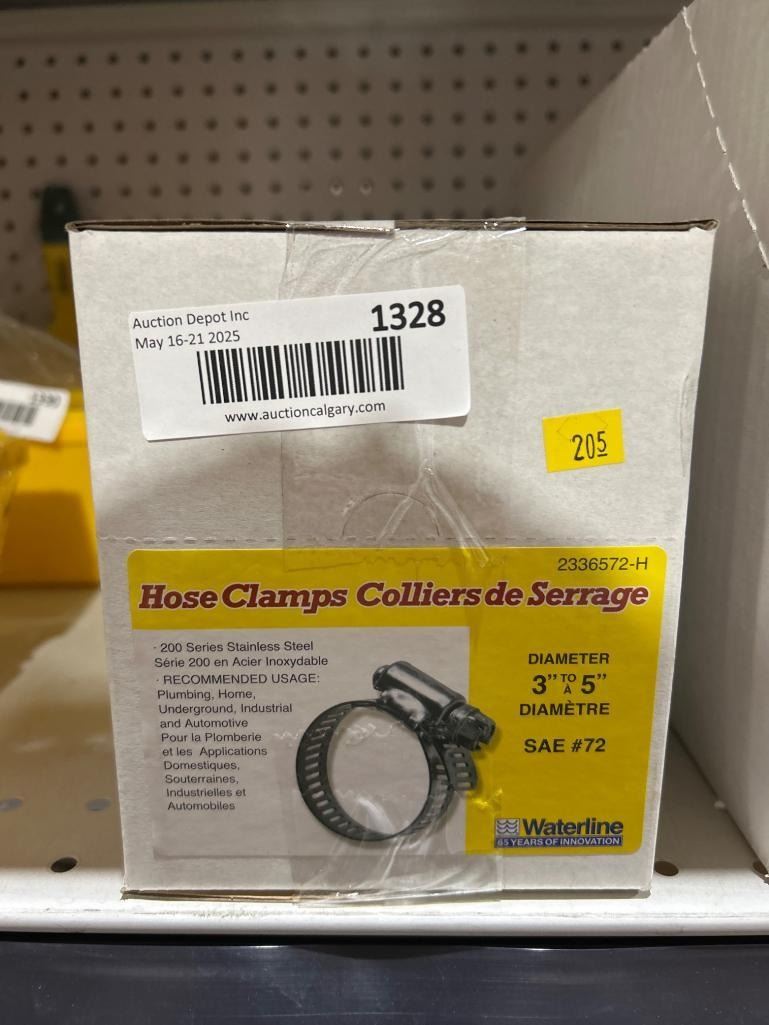 Auction Depot Inc
1328
May 16-21 2025
www.auctioncalgary.com
205
2336572-H
Hose Clamps Colliers de Serrage
· 200 Series Stainless Steel
Série 200 en Acier Inoxydable
· RECOMMENDED USAGE:
Plumbing, Home,
Underground, Industrial
and Automotive
Pour la Plomberie
et les Applications
Domestiques,
Souterraines,
Industrielles et
Automobiles
DIAMETER
3" TO À 5"
DIAMÈTRE
SAE #72
Waterline
65 YEARS OF INNOVATION